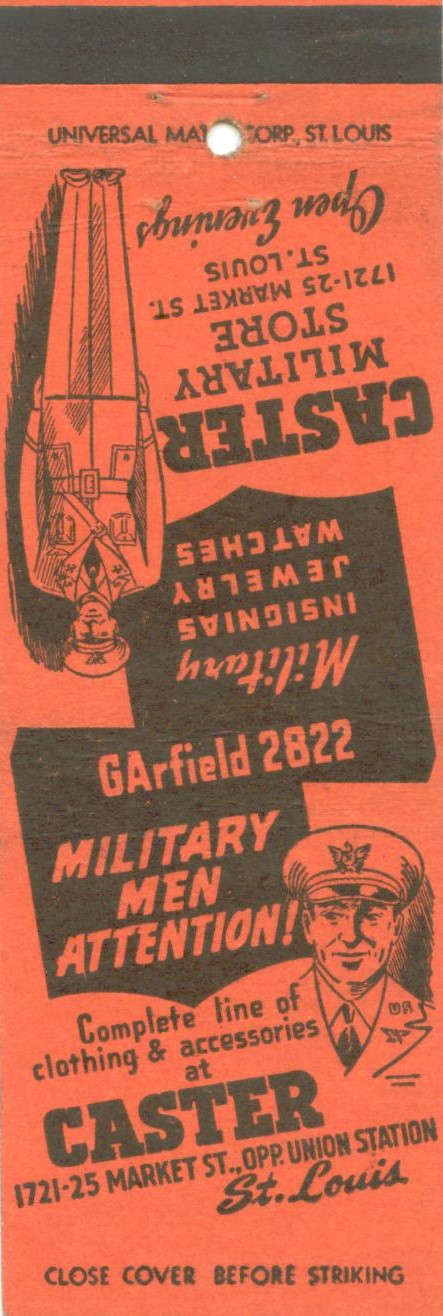 UNIVERSAL MA CORP., ST. LOUIS
Open Evenings
ST. LOUIS
1721-25 MARKET ST.
STORE
MILITARY
CASTER
WATCHES
JEWELRY
INSIGNIAS
Military
GArfield 2822
MILITARY
MEN
ATTENTION!
Complete line of
clothing & accessories
at
CASTER
1721-25 MARKET ST., OPP. UNION STATION
St. Louis
CLOSE COVER BEFORE STRIKING